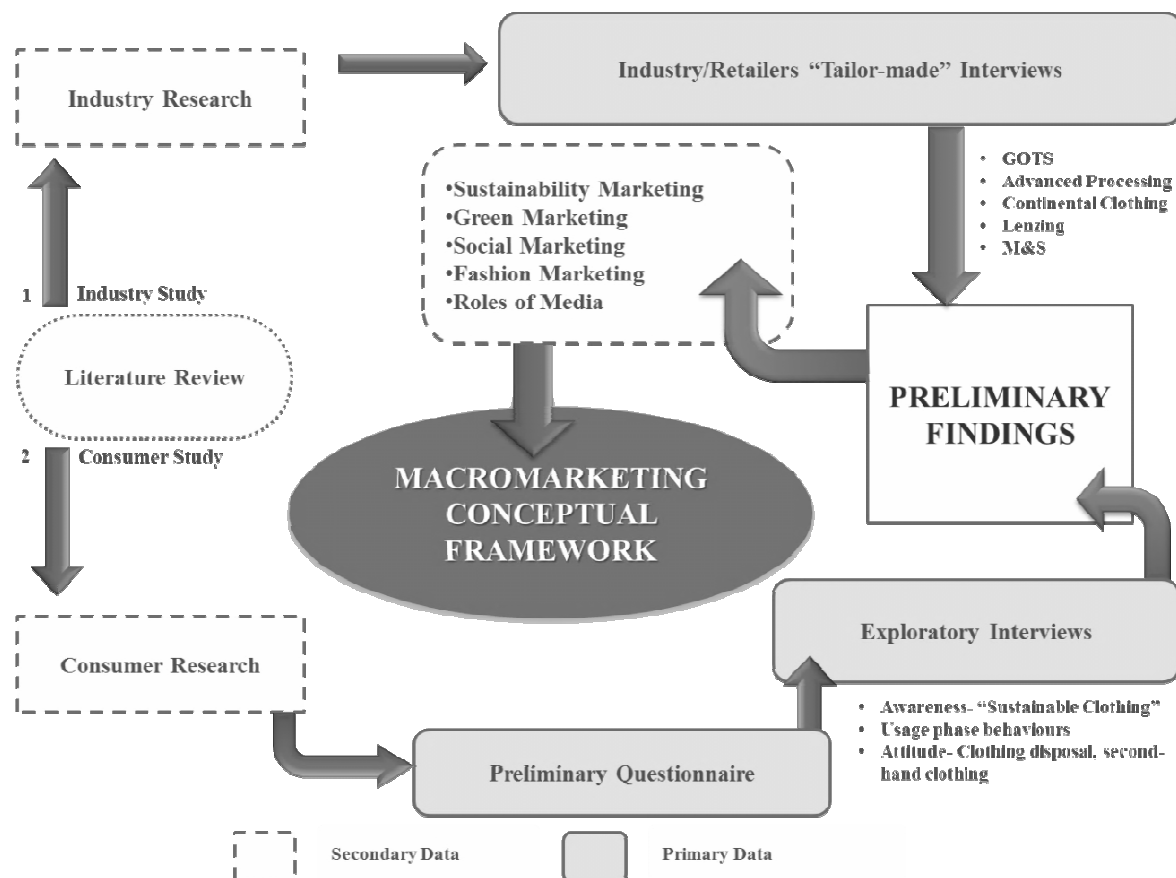 Industry Research
Industry/Retailers “Tailor-made” Interviews
• GOTS
• Advanced Processing
• Continental Clothing
• Lenzing
• M&S
•Sustainability Marketing
•Green Marketing
•Social Marketing
•Fashion Marketing
•Roles of Media
1 Industry Study
Literature Review
2 Consumer Study
PRELIMINARY
FINDINGS
MACROMARKETING
CONCEPTUAL
FRAMEWORK
Consumer Research
Exploratory Interviews
• Awareness- “Sustainable Clothing”
• Usage phase behaviours
• Attitude- Clothing disposal, second-
hand clothing
Preliminary Questionnaire
Secondary Data
Primary Data